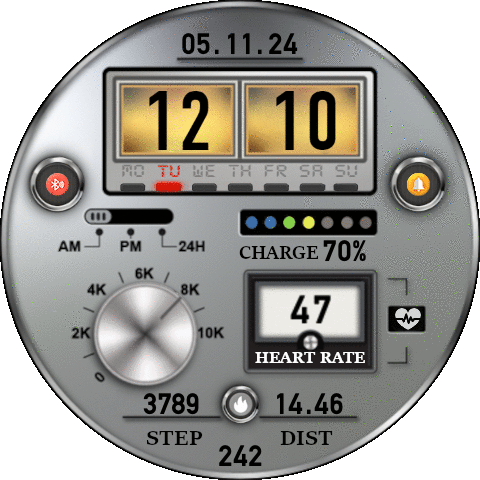 05.11.24
12 10
MO TU WE TH FR SA SU
AM PM 24H
CHARGE 70%
0 2K 4K 6K 8K 10K
47
HEART RATE
3789 14.46
STEP DIST
242